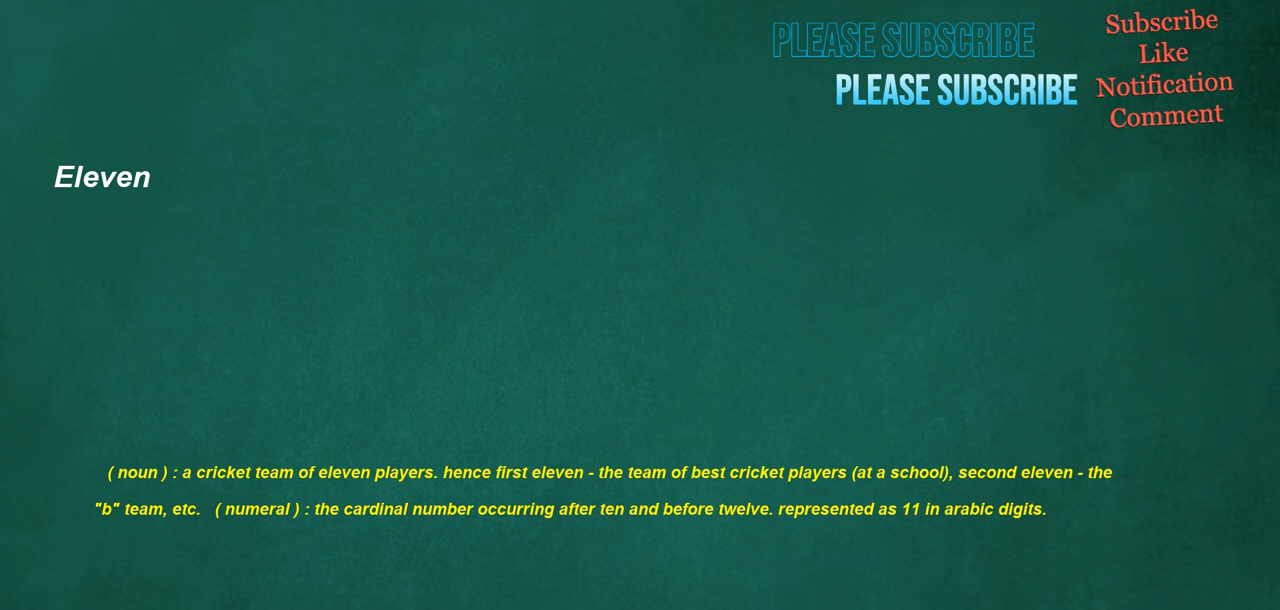 PLEASE SUBSCRIBE
PLEASE SUBSCRIBE
Subscribe
Like
Notification
Comment
Eleven
( noun ) : a cricket team of eleven players. hence first eleven - the team of best cricket players (at a school), second eleven - the
"b" team, etc. ( numeral ) : the cardinal number occurring after ten and before twelve. represented as 11 in arabic digits.